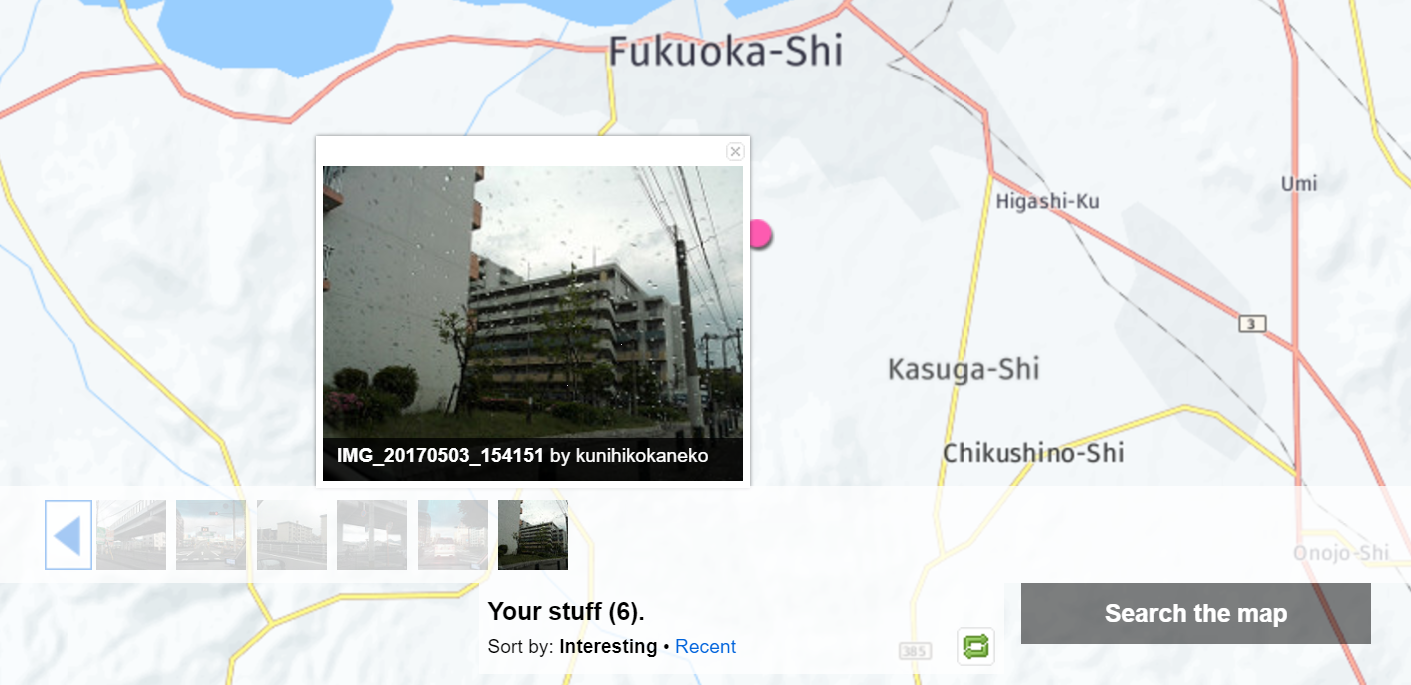 Fukuoka-Shi
Umi
Higashi-Ku
3
Kasuga-Shi
Chikushino-Shi
IMG_20170503_154151 by kunihikokaneko
Onojo-Shi
Your stuff (6).
Search the map
Sort by: Interesting • Recent
385